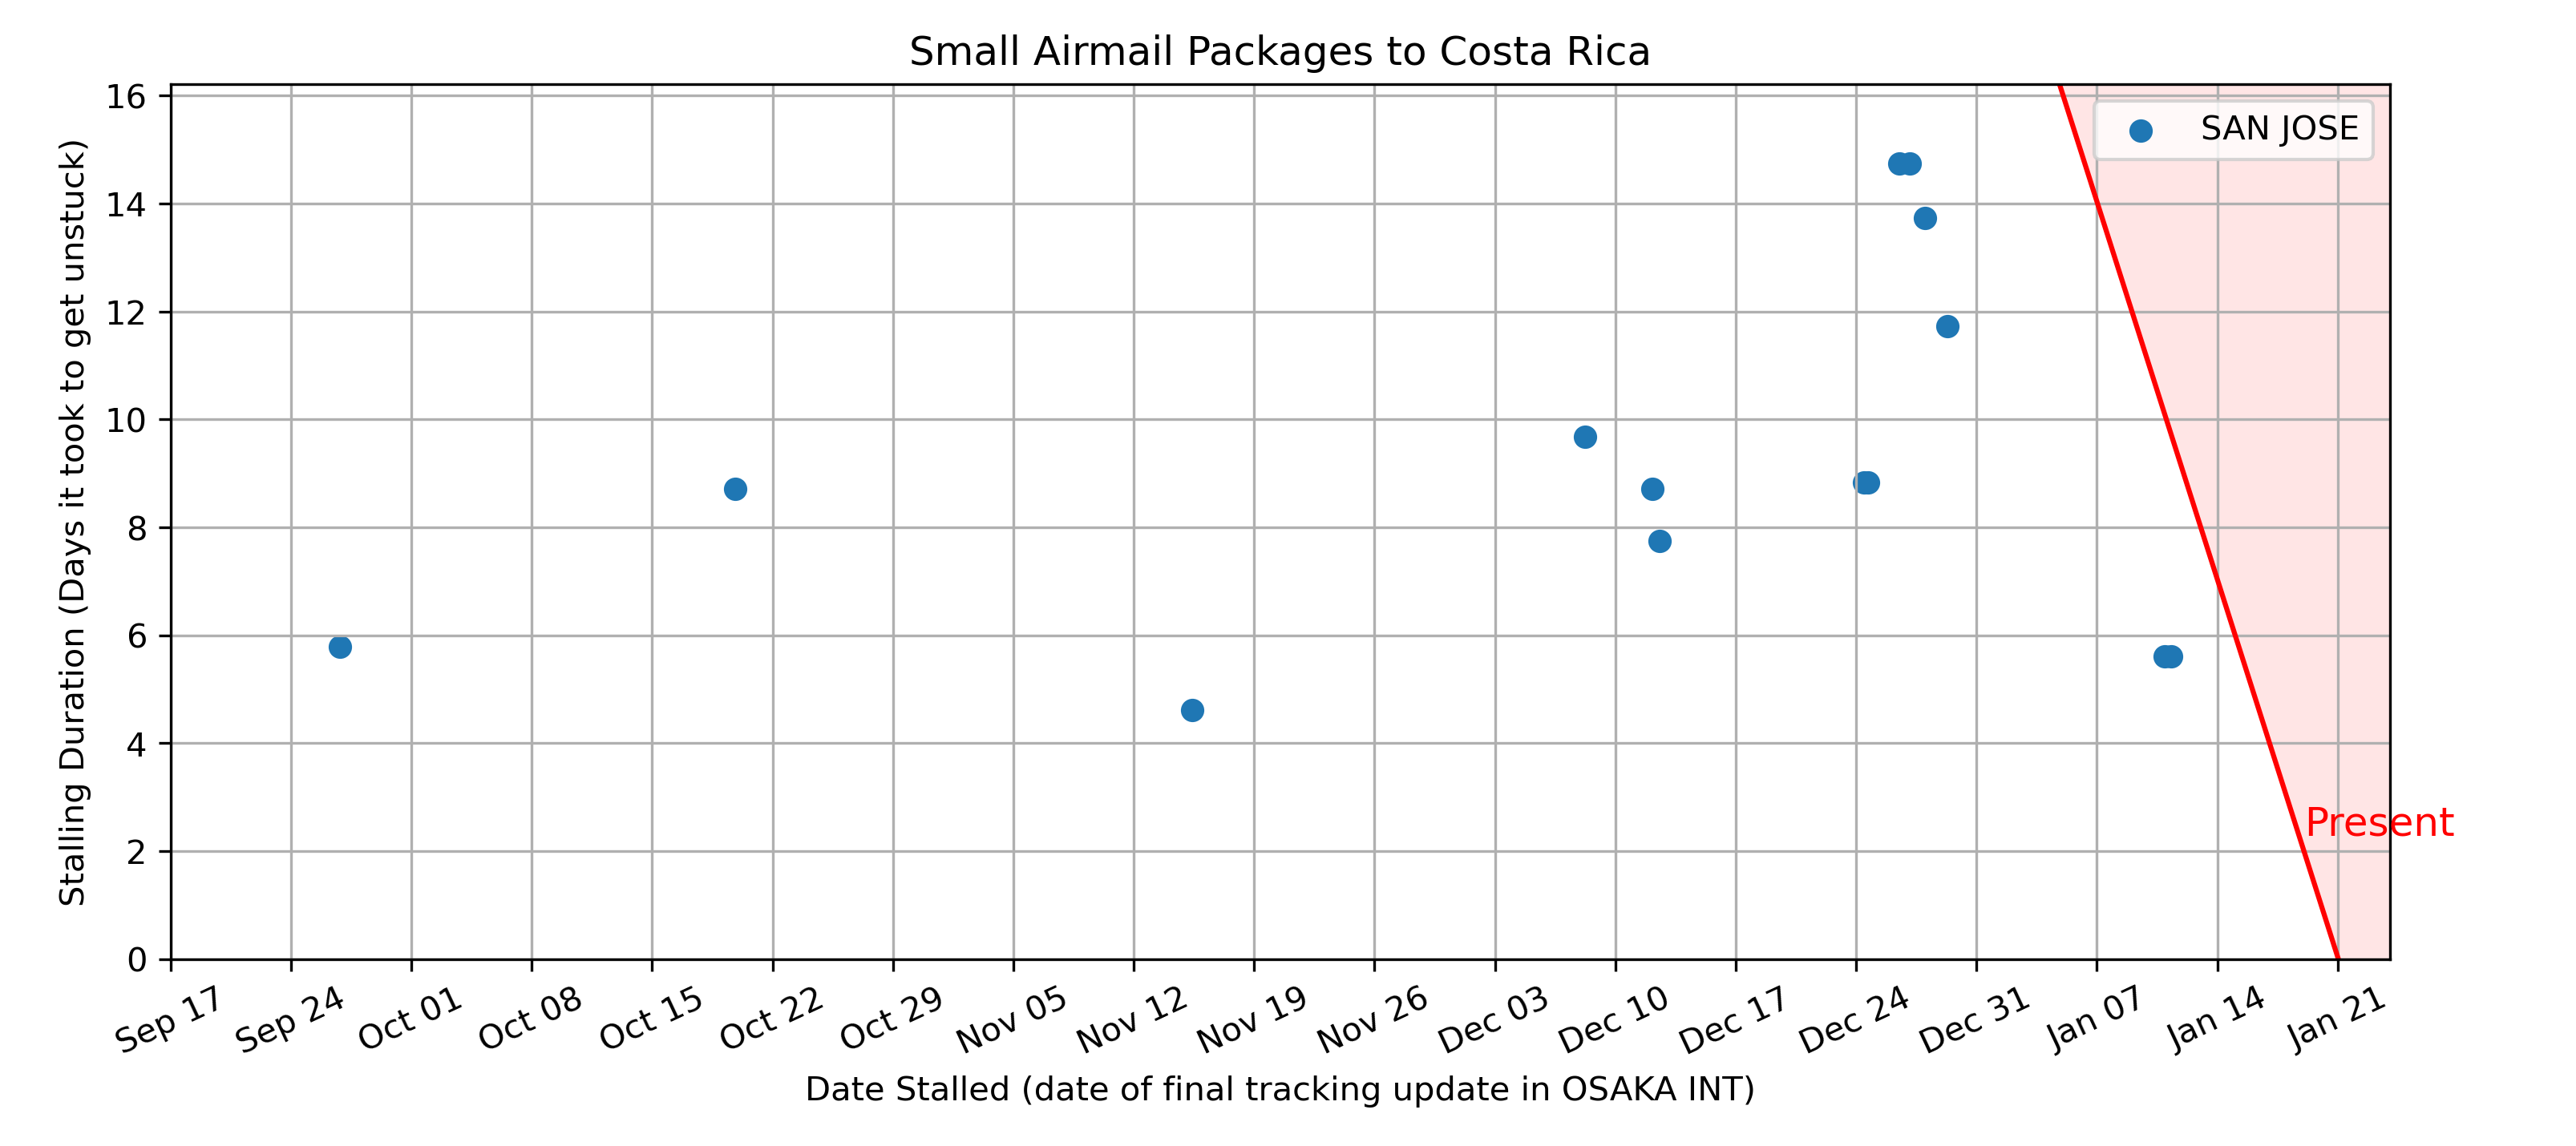 Small Airmail Packages to Costa Rica
SAN JOSE
Stalling Duration (Days it took to get unstuck)
16
14
12
10
8
6
4
2
0
Present
Sep 17 Sep 24 Oct 01 Oct 08 Oct 15 Oct 22 Oct 29 Nov 05 Nov 12 Nov 19 Nov 26 Dec 03 Dec 10 Dec 17 Dec 24 Dec 31 Jan 07 Jan 14 Jan 21
Date Stalled (date of final tracking update in OSAKA INT)